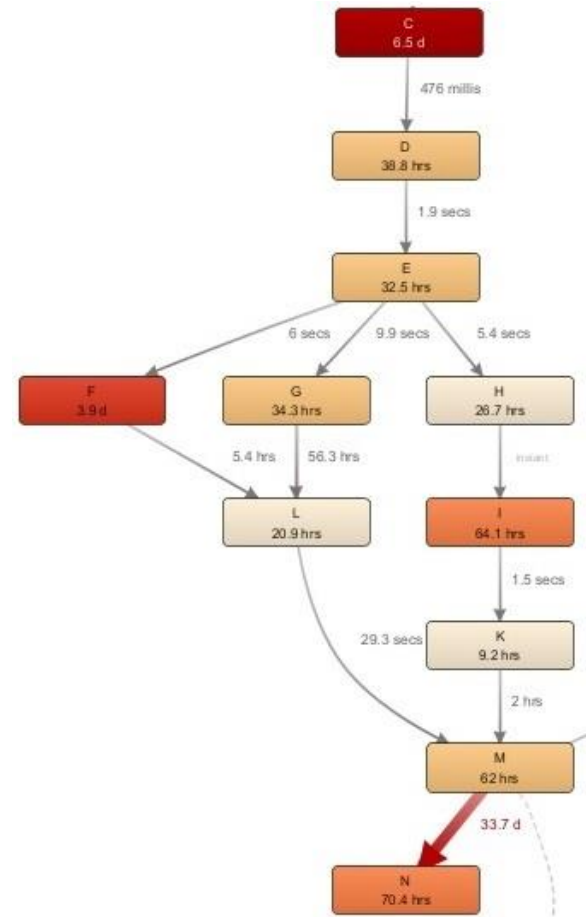 C
6.5 d
476 millis
D
38.8 hrs
1.9 secs
E
32.5 hrs
6 secs
9.9 secs
5.4 secs
F
3.9 d
G
34.3 hrs
H
26.7 hrs
5.4 hrs
56.3 hrs
instant
L
20.9 hrs
I
64.1 hrs
1.5 secs
29.3 secs
K
9.2 hrs
2 hrs
M
62 hrs
33.7 d
N
70.4 hrs